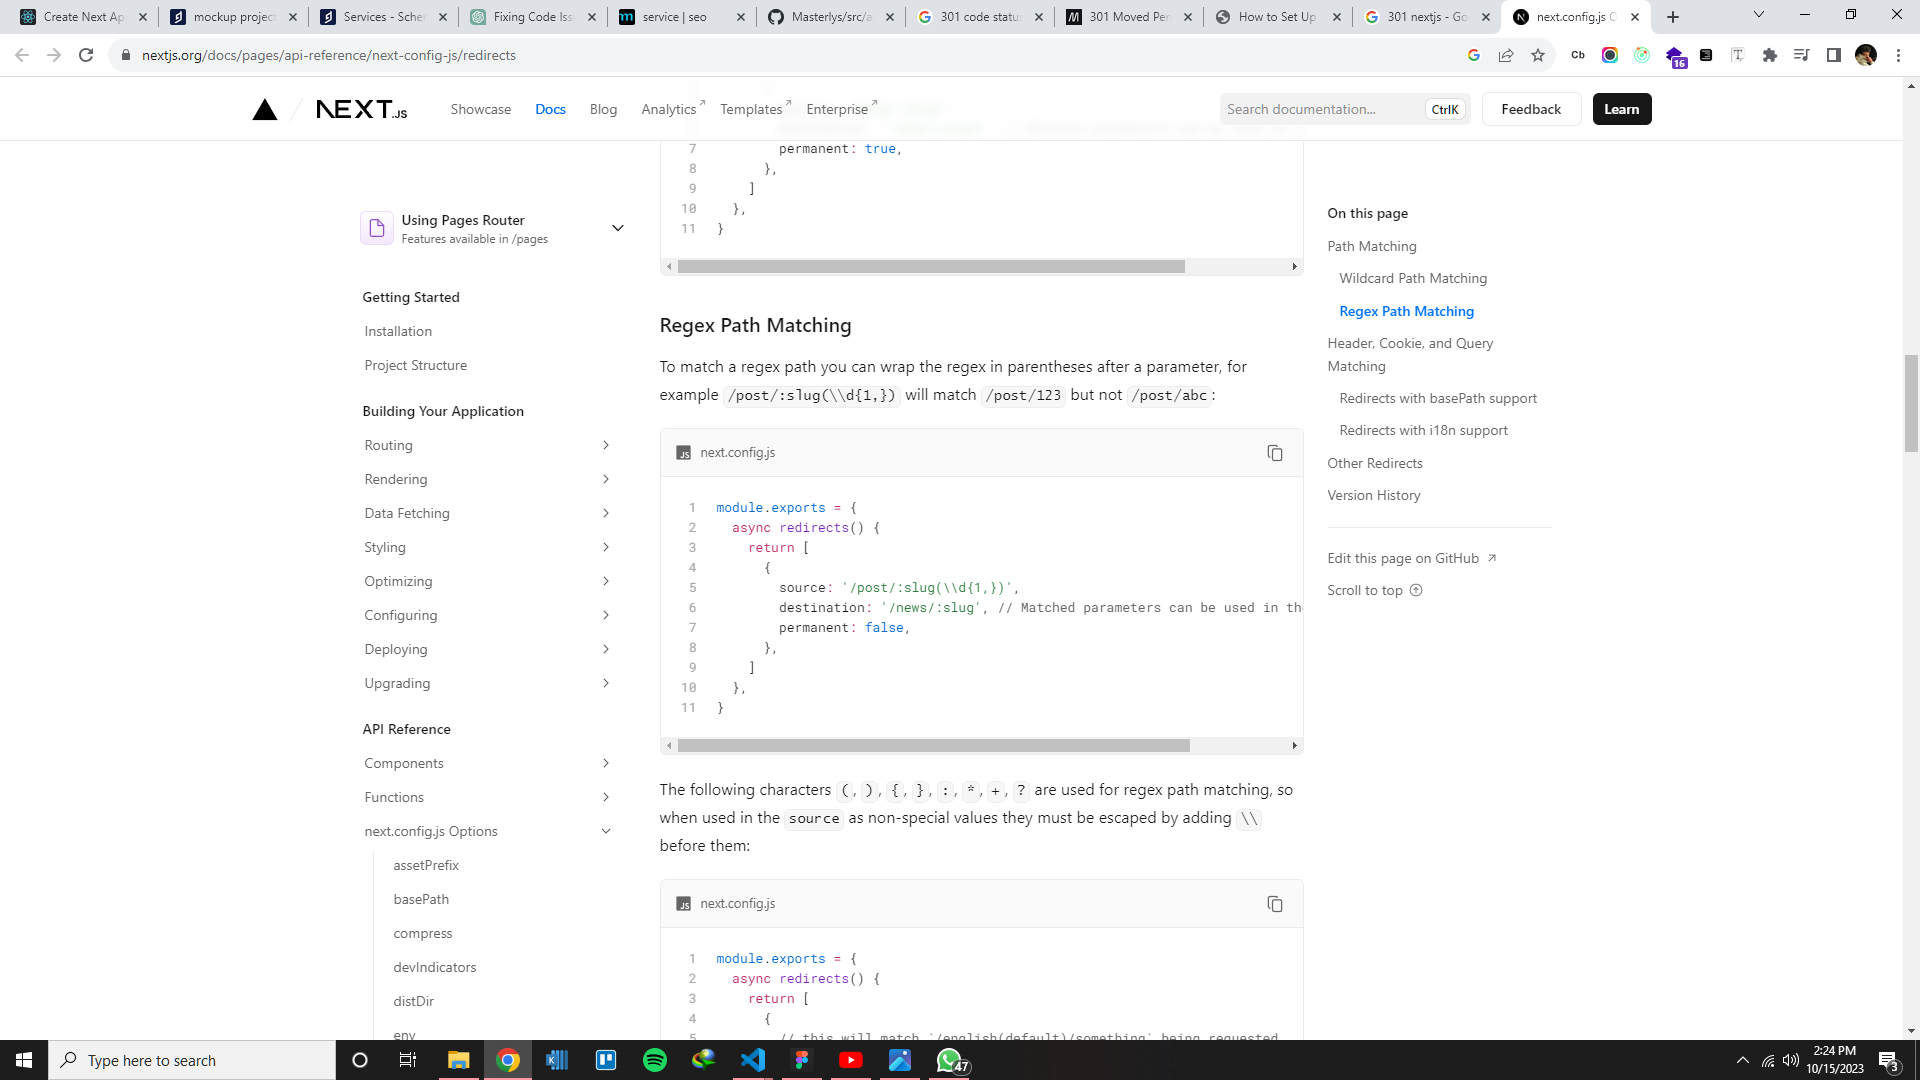 Create Next Ap
mockup project
Services - Scher
Fixing Code Iss
service | seo
Masterlys/src/a
301 code status
301 Moved Per
How to Set Up
301 nextjs - Go
next.config.js O
nextjs.org/docs/pages/api-reference/next-config-js/redirects
Cb
16
NEXT.JS
Showcase
Docs
Blog
Analytics
Templates
Enterprise
Search documentation...
CtrlK
Feedback
Learn
Using Pages Router
Features available in /pages
Getting Started
Installation
Project Structure
Building Your Application
Routing
Rendering
Data Fetching
Styling
Optimizing
Configuring
Deploying
Upgrading
API Reference
Components
Functions
next.config.js Options
assetPrefix
basePath
compress
devIndicators
distDir
env
7 permanent: true,
8 },
9 ]
10 },
11 }
Regex Path Matching
To match a regex path you can wrap the regex in parentheses after a parameter, for
example /post/:slug(\\d{1,}) will match /post/123 but not /post/abc:
JS next.config.js
1 module.exports = {
2 async redirects() {
3 return [
4 {
5 source: '/post/:slug(\\d{1,})',
6 destination: '/news/:slug', // Matched parameters can be used in the
7 permanent: false,
8 },
9 ]
10 },
11 }
The following characters (, ), {, }, :, *, +, ? are used for regex path matching, so
when used in the source as non-special values they must be escaped by adding \\
before them:
JS next.config.js
1 module.exports = {
2 async redirects() {
3 return [
4 {
5 // this will match `/english(default)/something` being requested
On this page
Path Matching
Wildcard Path Matching
Regex Path Matching
Header, Cookie, and Query
Matching
Redirects with basePath support
Redirects with i18n support
Other Redirects
Version History
Edit this page on GitHub
Scroll to top
Type here to search
47
2:24 PM
10/15/2023
3